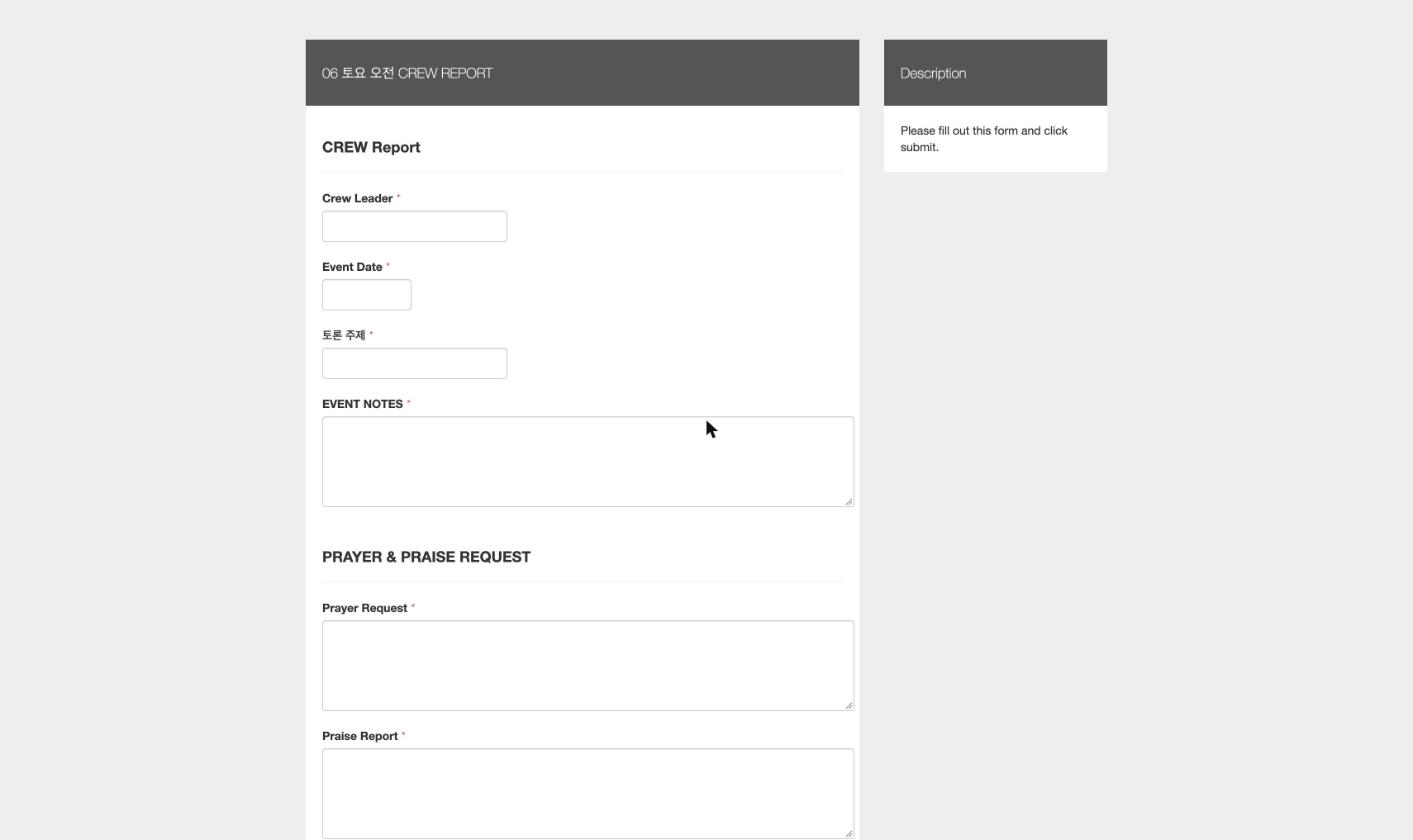 06 토요 오전 CREW REPORT
CREW Report
Crew Leader *
Event Date *
토론 주제 *
EVENT NOTES *
PRAYER & PRAISE REQUEST
Prayer Request *
Praise Report *
Description
Please fill out this form and click
submit.